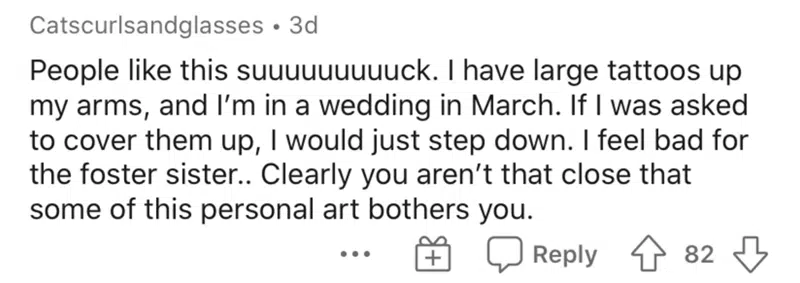 Catscurlsandglasses • 3d
People like this suuuuuuuuuck. I have large tattoos up
my arms, and I’m in a wedding in March. If I was asked
to cover them up, I would just step down. I feel bad for
the foster sister.. Clearly you aren’t that close that
some of this personal art bothers you.
Reply 82